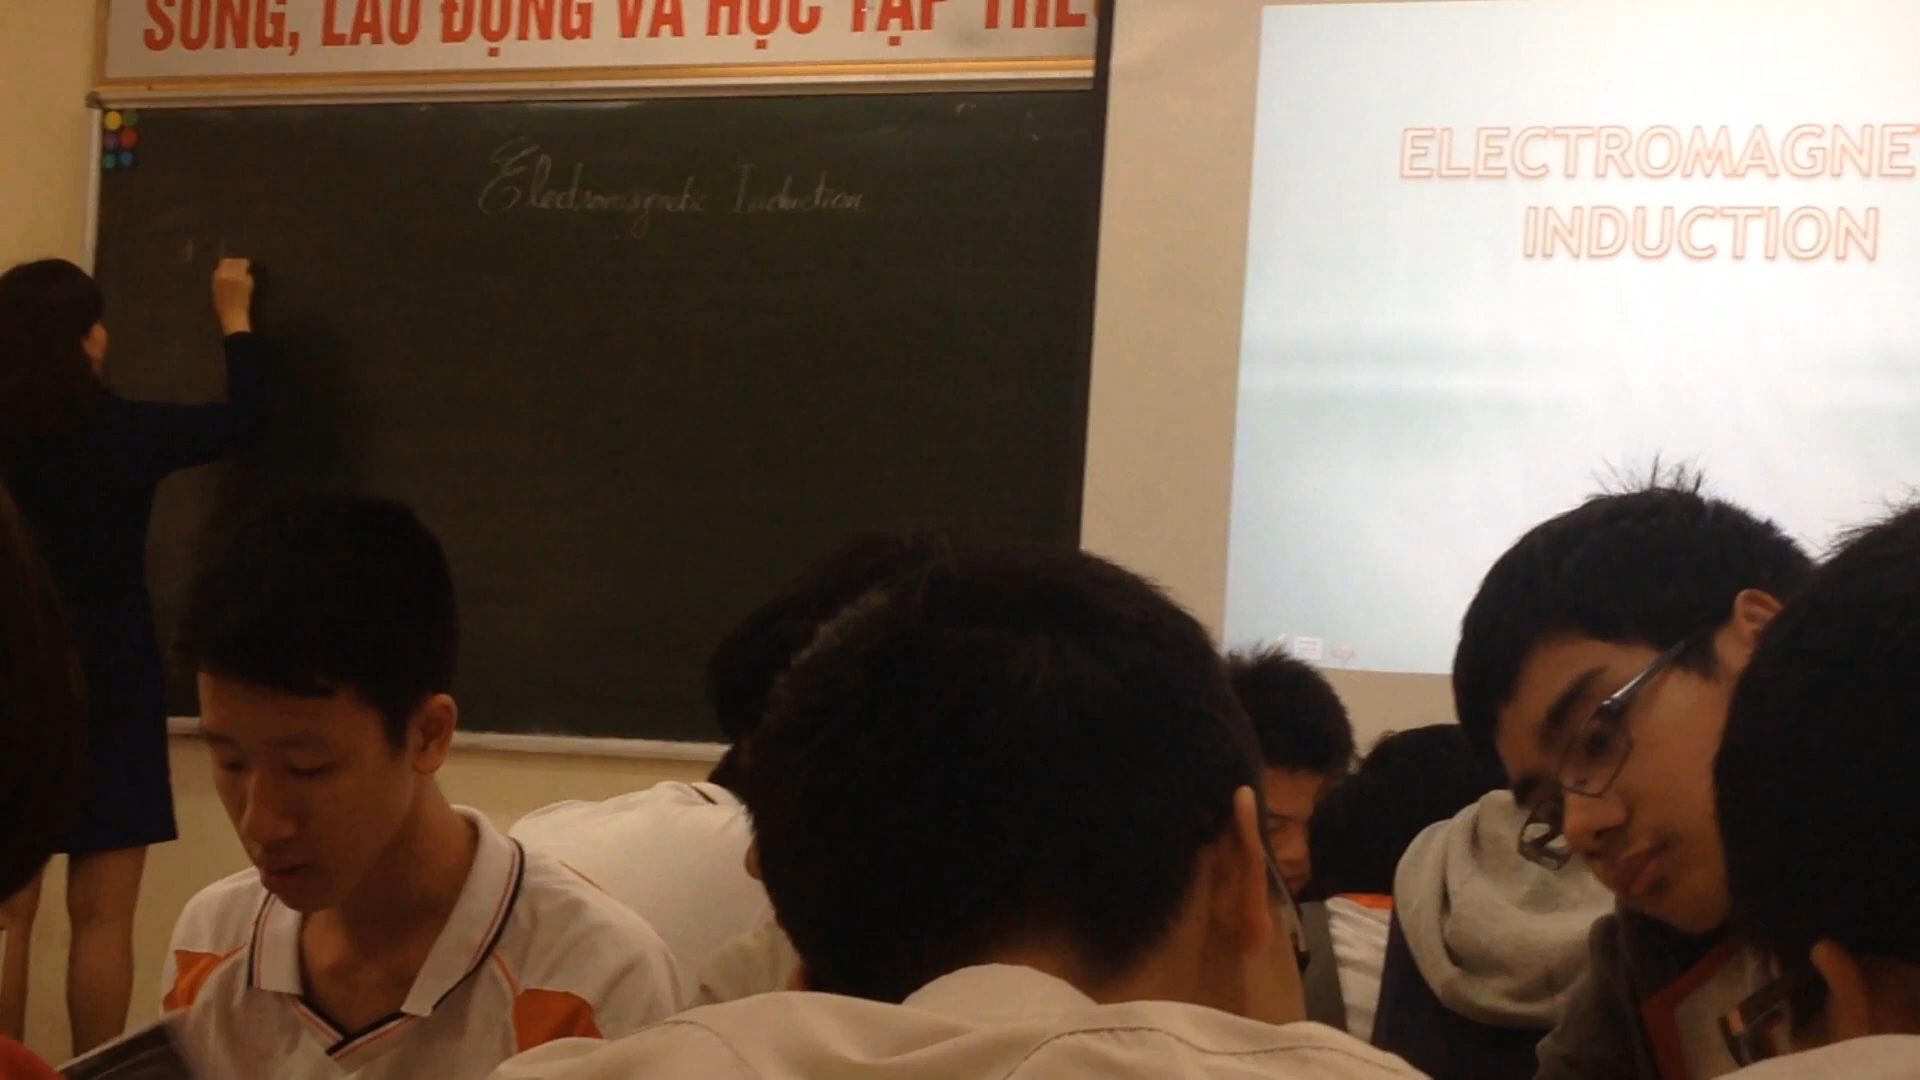 SỐNG, LAO ĐỘNG VÀ HỌC TẬP THEO
Electromagnetic Induction
ELECTROMAGNE
INDUCTION